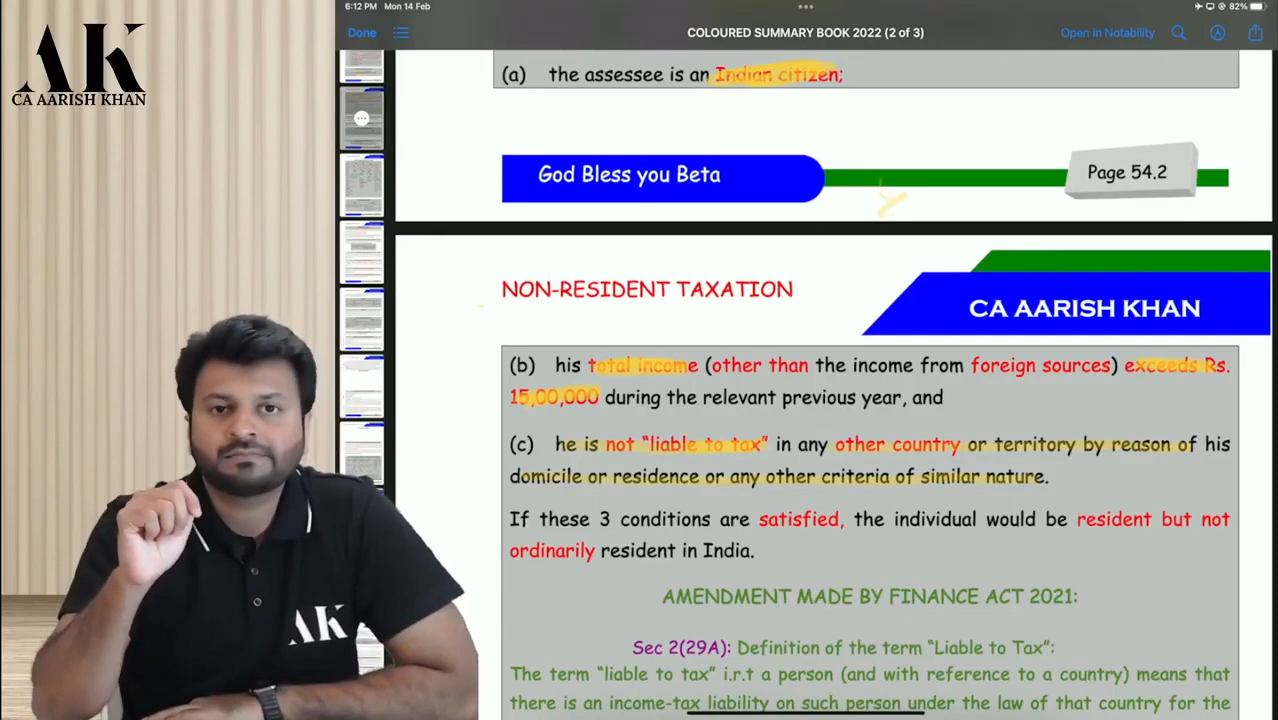 6:12 PM Mon 14 Feb
82%
AK
CA AARISH KHAN
Done
COLOURED SUMMARY BOOK 2022 (2 of 3)
Open in Notability
(a) the assessee is an Indian citizen;
God Bless you Beta
Page 54.2
NON-RESIDENT TAXATION
CA AARISH KHAN
(b) his total income (other than the income from foreign sources) exceeds Rs.
15,00,000 during the relevant previous year, and
(c) he is not “liable to tax” in any other country or territory by reason of his
domicile or residence or any other criteria of similar nature.
If these 3 conditions are satisfied, the individual would be resident but not
ordinarily resident in India.
AMENDMENT MADE BY FINANCE ACT 2021:
Sec 2(29A): Definition of the term “Liable to Tax”:
The term “liable to tax” i.r.t a person (and with reference to a country) means that
there is an income-tax liability on such person under the law of that country for the
AK